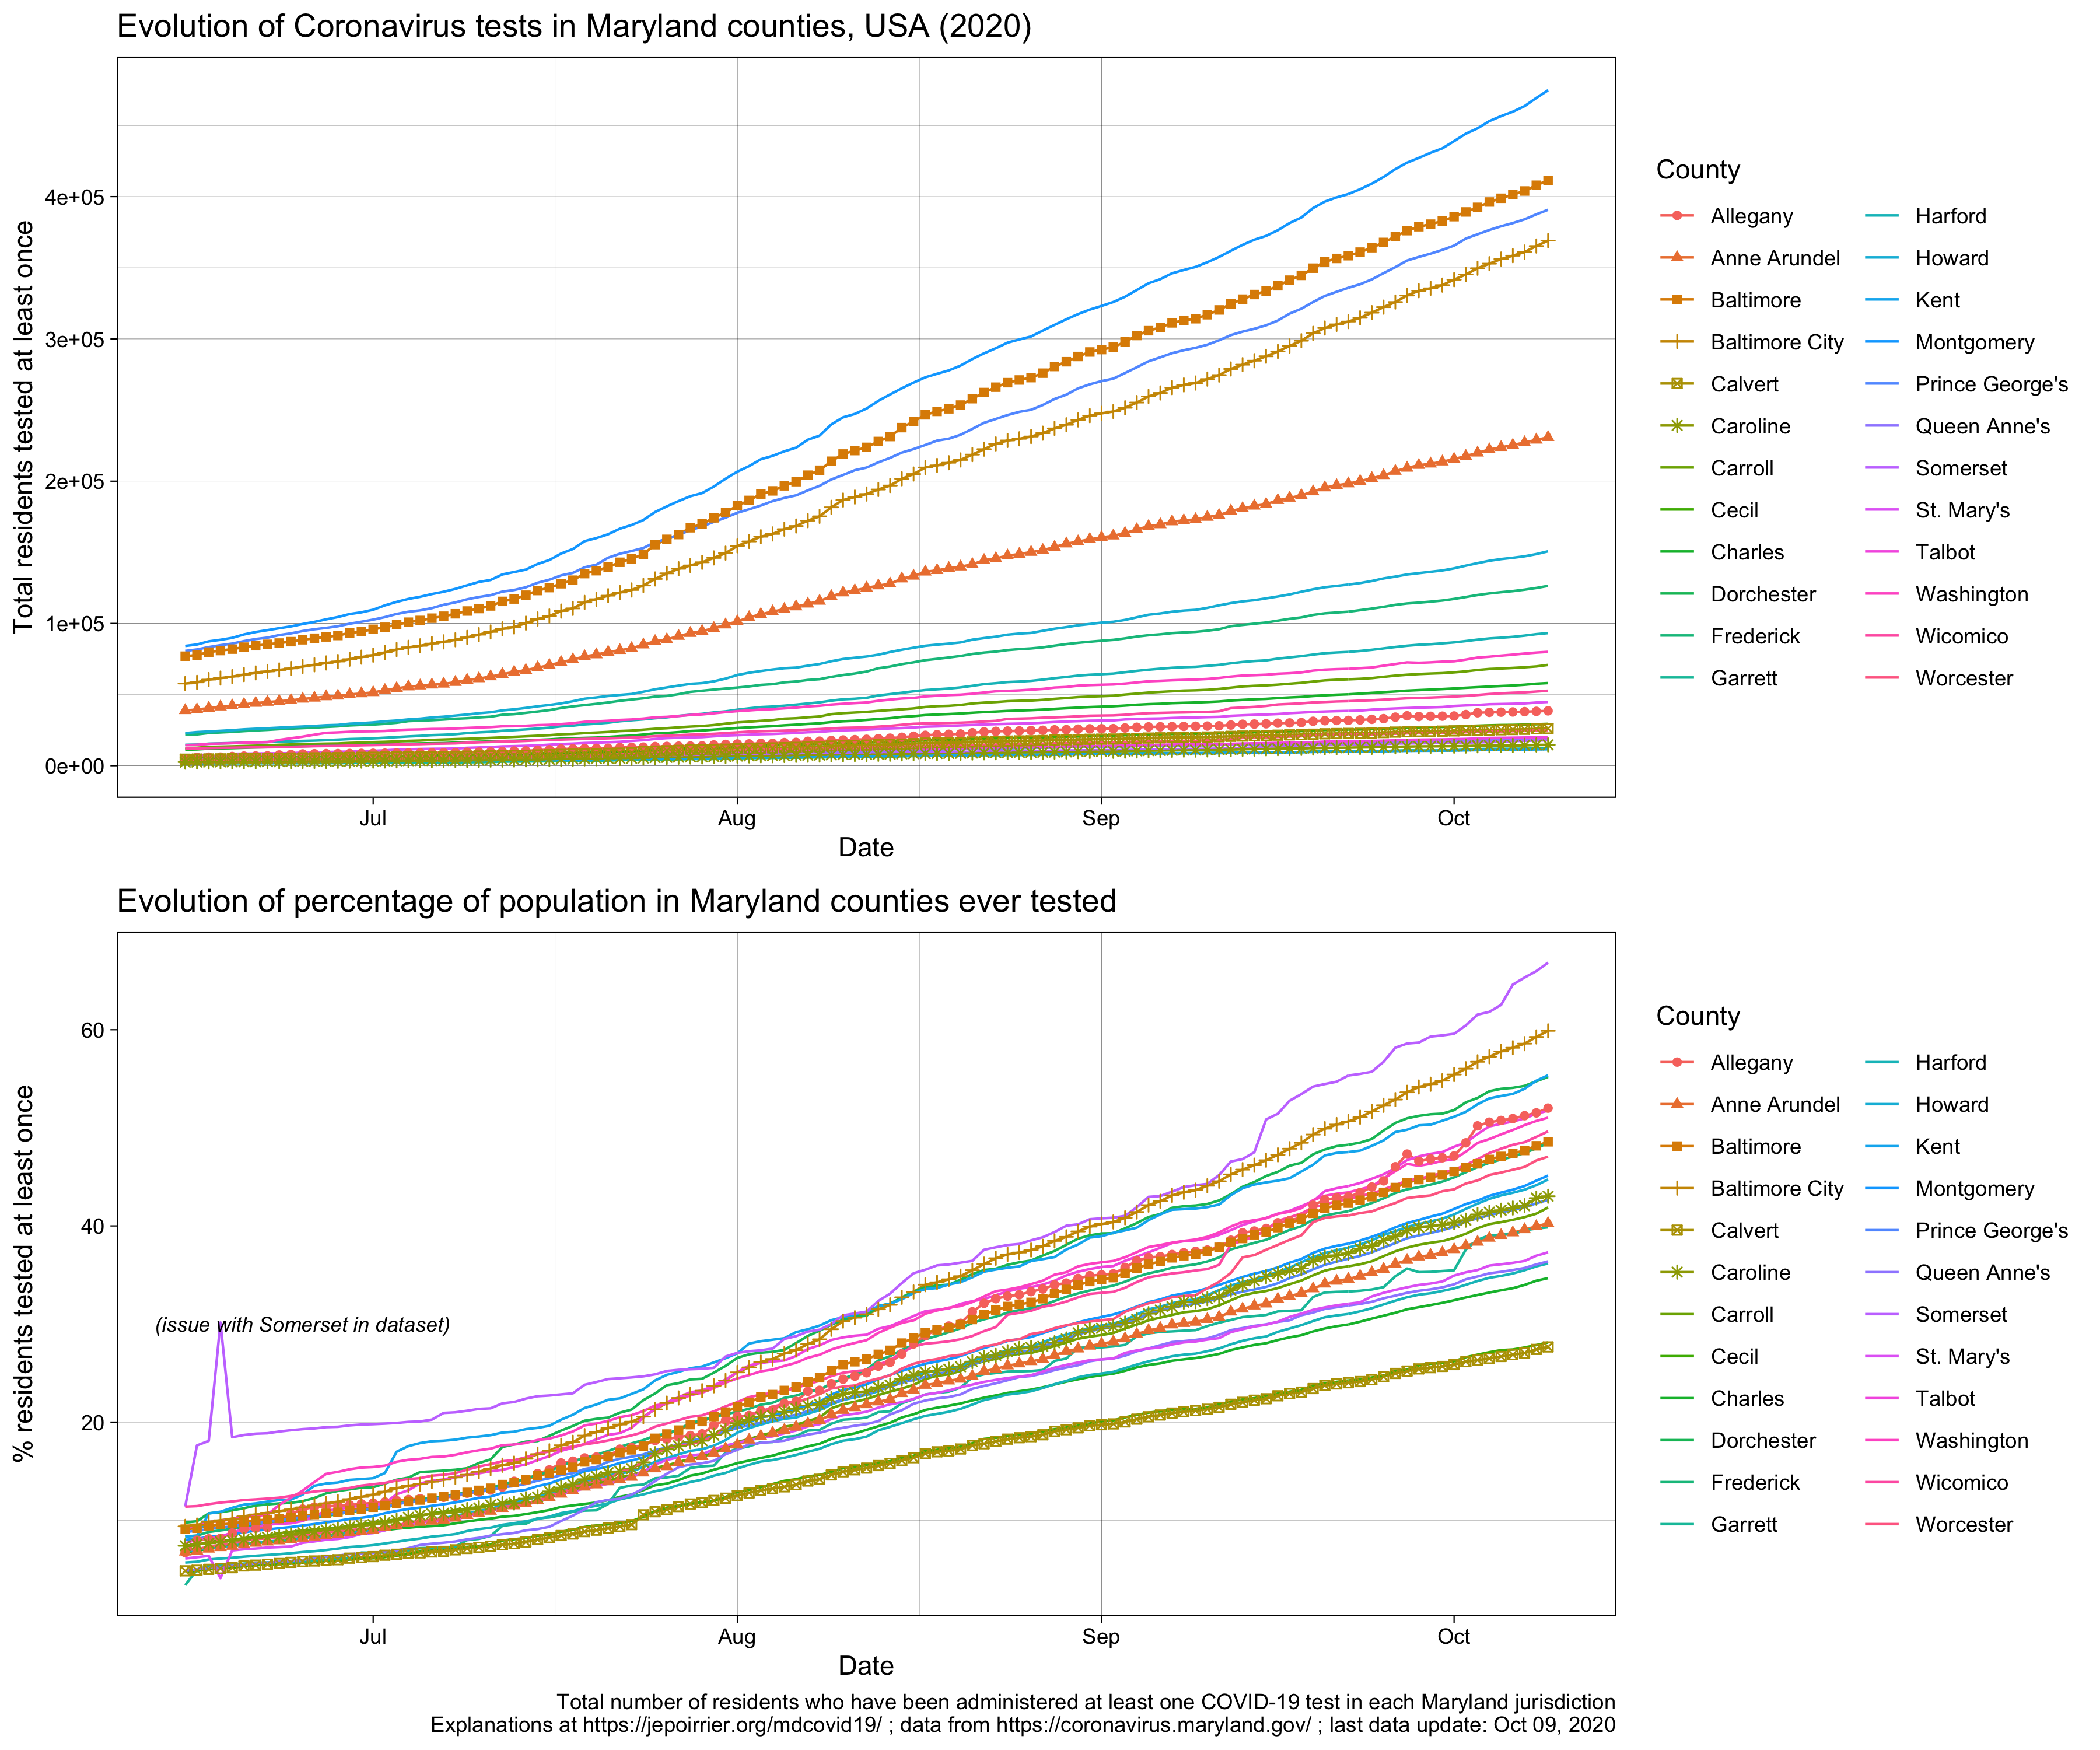 Evolution of Coronavirus tests in Maryland counties, USA (2020)
Total residents tested at least once
4e+05
3e+05
2e+05
1e+05
0e+00
Jul
Aug
Sep
Oct
Date
County
Allegany
Anne Arundel
Baltimore
Baltimore City
Calvert
Caroline
Carroll
Cecil
Charles
Dorchester
Frederick
Garrett
Harford
Howard
Kent
Montgomery
Prince George's
Queen Anne's
Somerset
St. Mary's
Talbot
Washington
Wicomico
Worcester
Evolution of percentage of population in Maryland counties ever tested
% residents tested at least once
60
40
20
(issue with Somerset in dataset)
Jul
Aug
Sep
Oct
Date
County
Allegany
Anne Arundel
Baltimore
Baltimore City
Calvert
Caroline
Carroll
Cecil
Charles
Dorchester
Frederick
Garrett
Harford
Howard
Kent
Montgomery
Prince George's
Queen Anne's
Somerset
St. Mary's
Talbot
Washington
Wicomico
Worcester
Total number of residents who have been administered at least one COVID-19 test in each Maryland jurisdiction
Explanations at https://jepoirrier.org/mdcovid19/ ; data from https://coronavirus.maryland.gov/ ; last data update: Oct 09, 2020